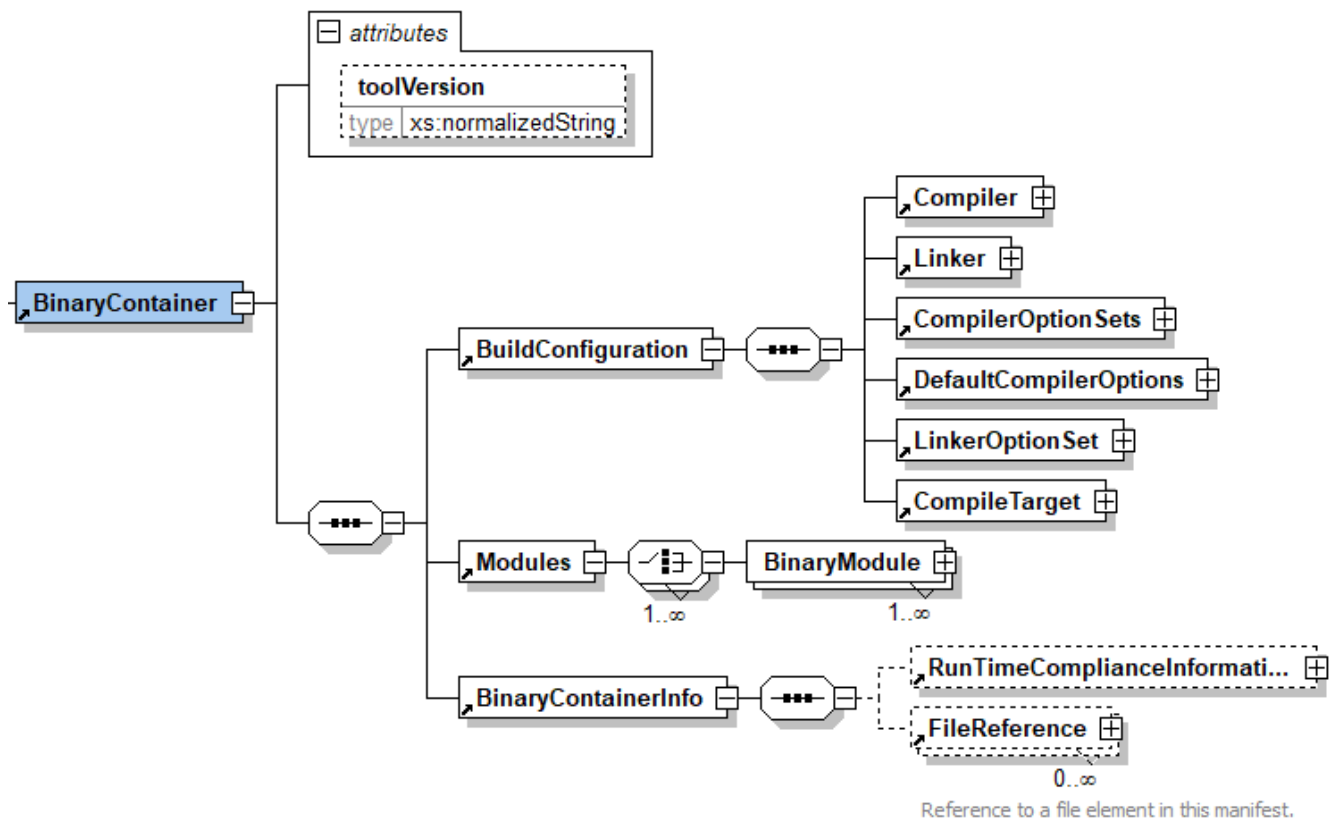 attributes
toolVersion
type xs:normalizedString
BinaryContainer
BuildConfiguration
Compiler
Linker
CompilerOptionSets
DefaultCompilerOptions
LinkerOptionSet
CompileTarget
Modules
1..∞
BinaryModule
1..∞
BinaryContainerInfo
RunTimeComplianceInformati...
FileReference
0..∞
Reference to a file element in this manifest.